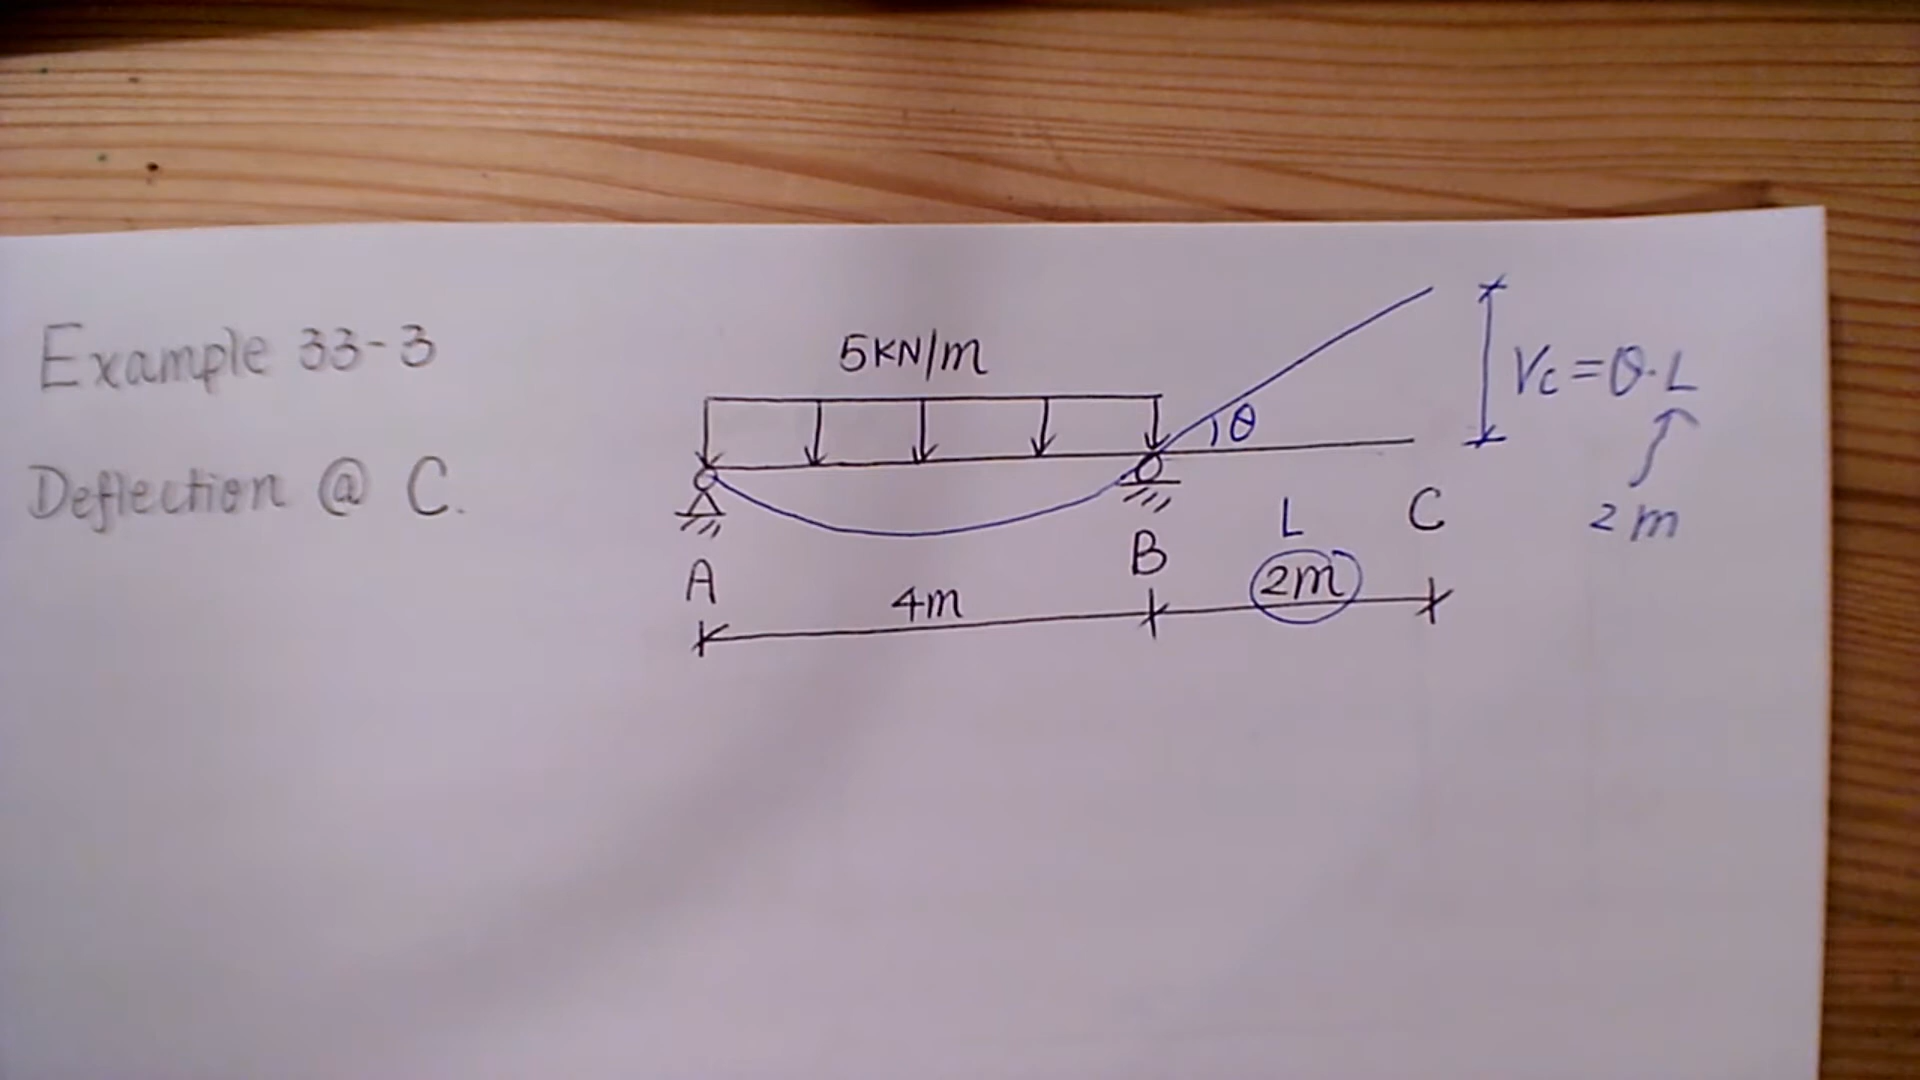 Example 33-3
Deflection @ C.
5KN/m
θ
Vc = θ·L
2m
A
B
L
C
4m
2m